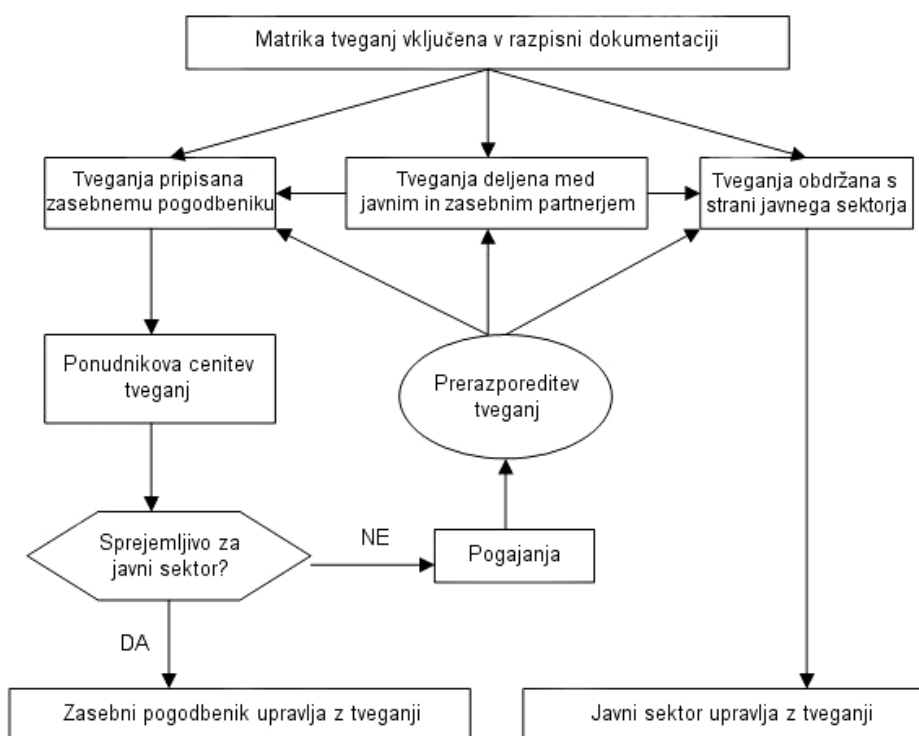 Matrika tveganj vključena v razpisni dokumentaciji
Tveganja pripisana
zasebnemu pogodbeniku
Tveganja deljena med
javnim in zasebnim partnerjem
Tveganja obdržana s
strani javnega sektorja
Ponudnikova cenitev
tveganj
Prerazporeditev
tveganj
Sprejemljivo za
javni sektor?
NE
Pogajanja
DA
Zasebni pogodbenik upravlja z tveganji
Javni sektor upravlja z tveganji